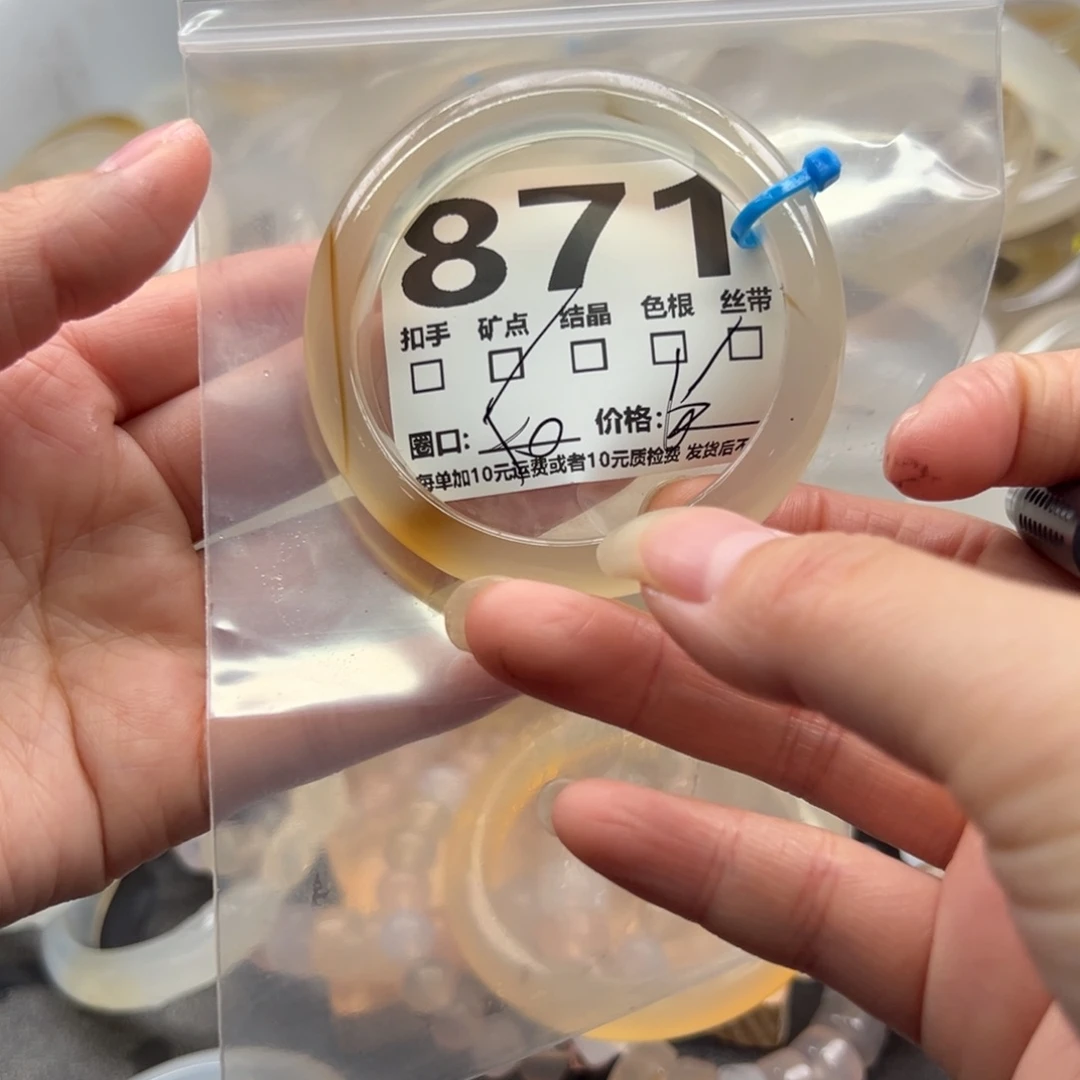 871
扣手 矿点 结晶 色根 丝带
圈口: 价格:
每单加10元运费或者10元质检费 发货后不